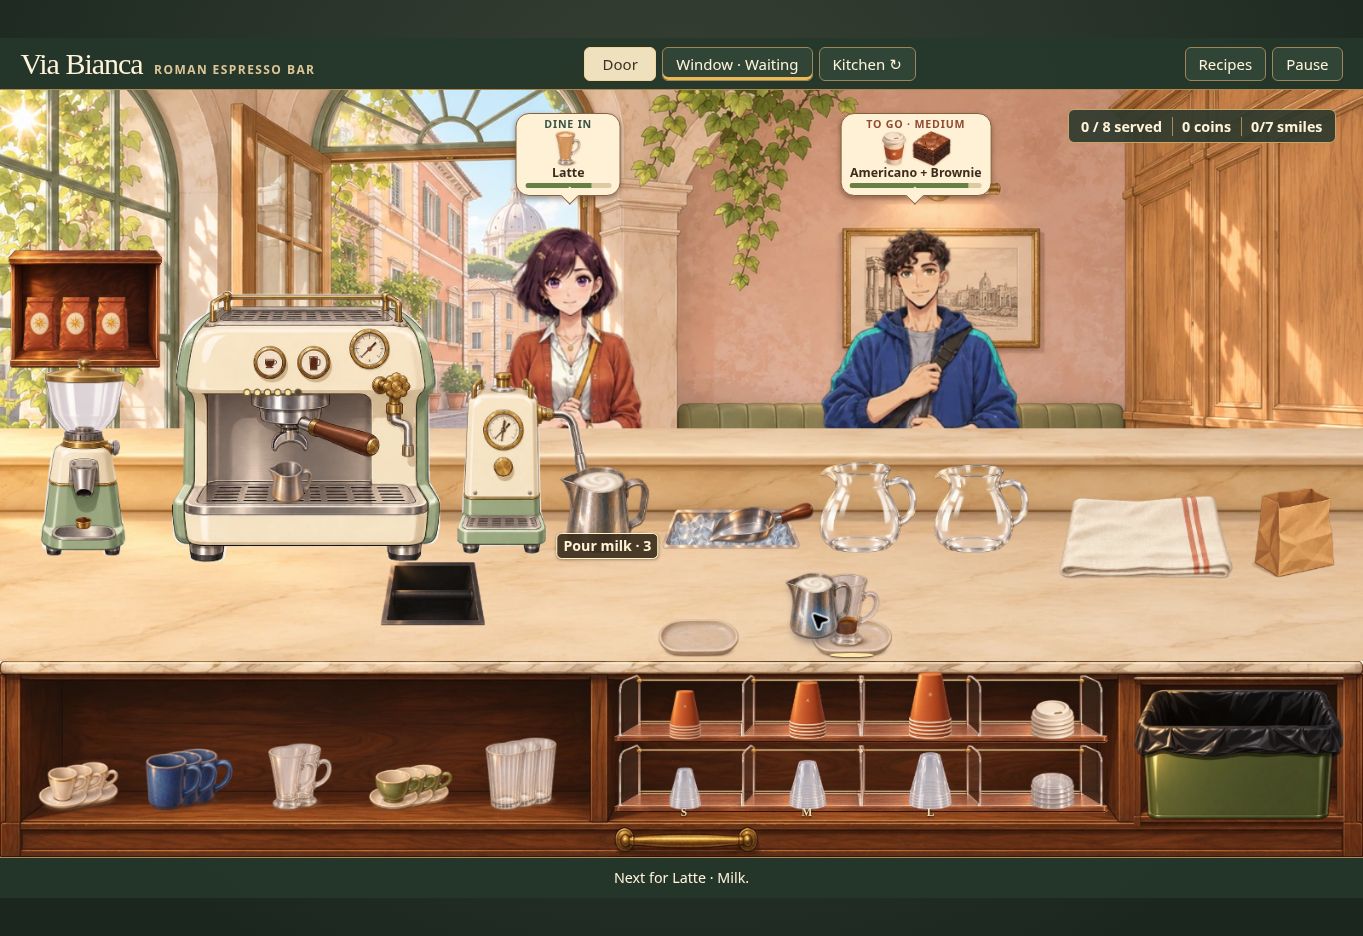 Via Bianca ROMAN ESPRESSO BAR
Door
Window · Waiting
Kitchen ↻
Recipes
Pause
0 / 8 served
0 coins
0/7 smiles
DINE IN
Latte
TO GO · MEDIUM
Americano + Brownie
Pour milk · 3
S
M
L
Next for Latte · Milk.